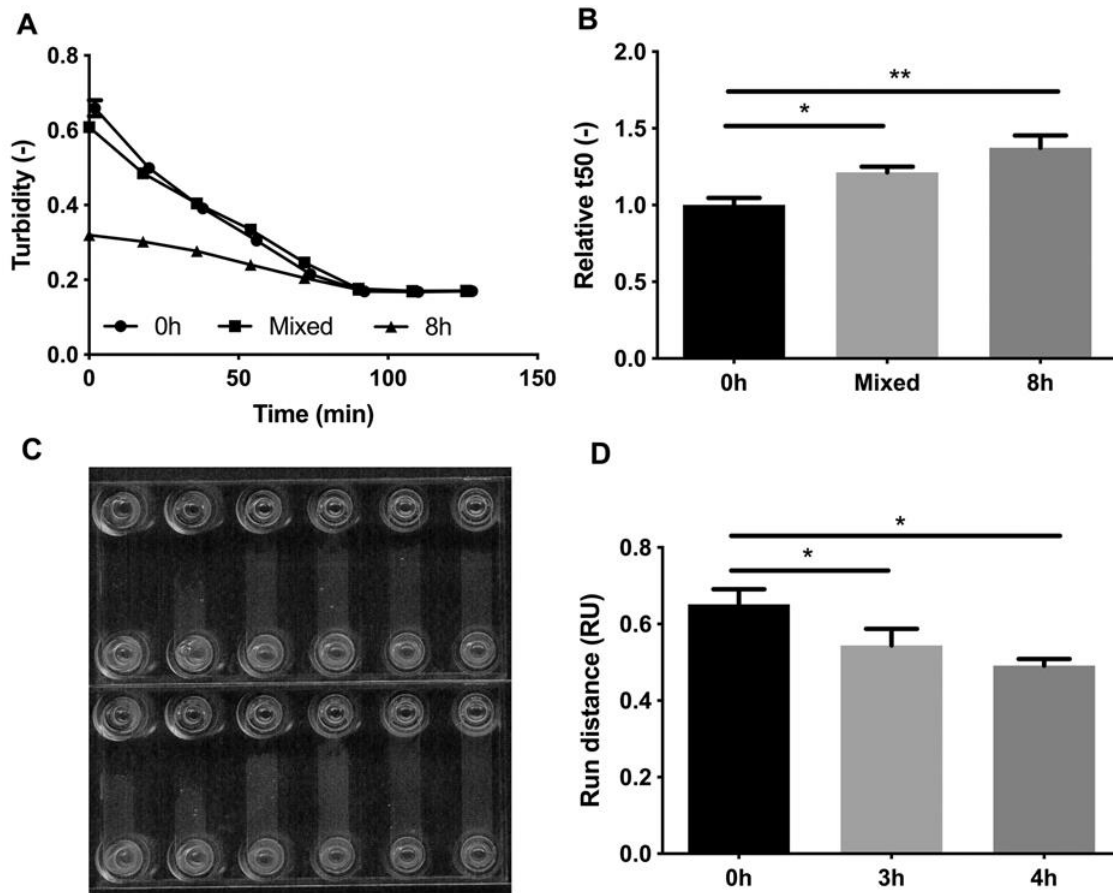 A
0.8
0.6
0.4
0.2
0.0
Turbidity (-)
0h Mixed 8h
0 50 100 150
Time (min)
B
2.0
1.5
1.0
0.5
0.0
Relative t50 (-)
**
*
0h Mixed 8h
C
D
0.8
0.6
0.4
0.2
0.0
Run distance (RU)
*
*
0h 3h 4h